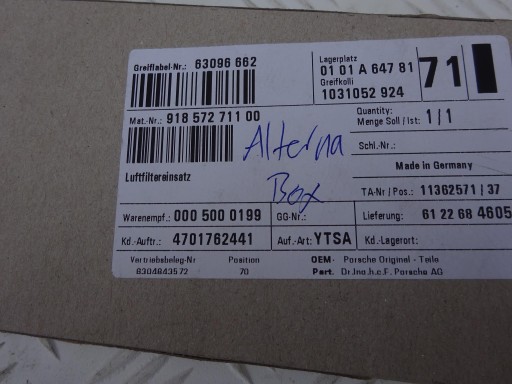 Greiflabel-Nr.: 63096 662
Lagerplatz
01 01 A 647 81
Greifkolli
1031052 924
71
Mat.-Nr.: 918 572 711 00
Quantity:
Menge Soll / Ist: 1 / 1
Alterna
Box
Schl.-Nr.:
Made in Germany
Luftfiltereinsatz
TA-Nr / Pos.: 11362571 / 37
Warenempf.: 000 500 0199
GG-Nr.:
Lieferung: 61 22 68 4605
Kd.-Auftr.: 4701762441
Auf.-Art: YTSA
Kd.-Lagerort:
Vertriebsbeleg-Nr
Position
OEM- Porsche Original - Teile
8304843572
70
Part. Dr.Ing.h.c.F. Porsche AG